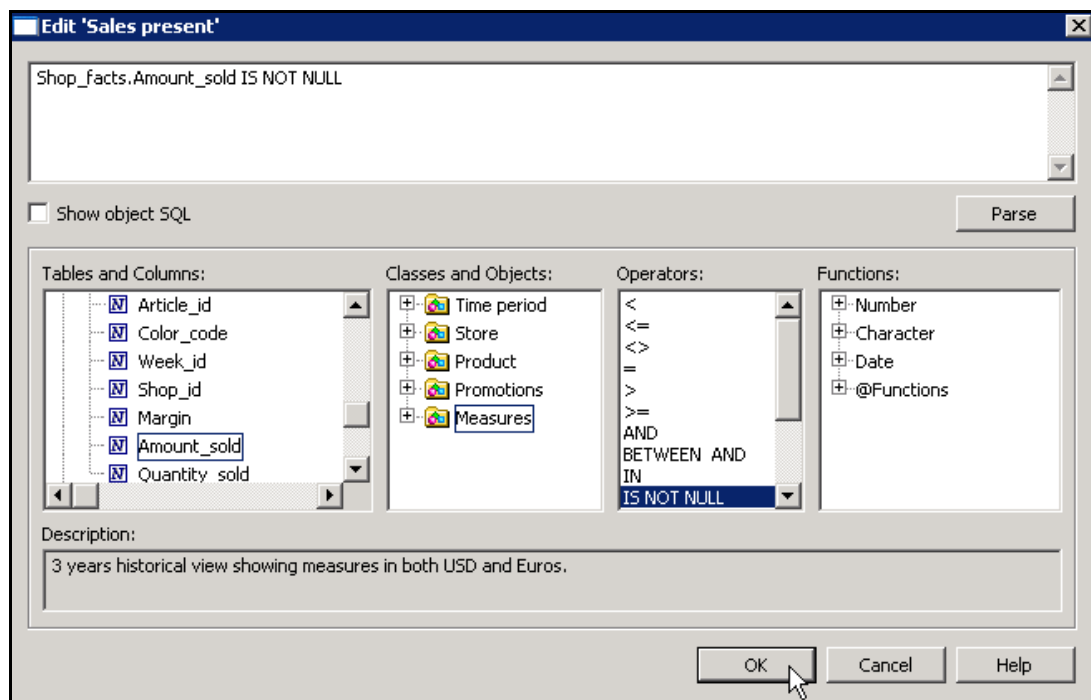 Edit 'Sales present'
Shop_facts.Amount_sold IS NOT NULL
Show object SQL
Parse
Tables and Columns:
Article_id
Color_code
Week_id
Shop_id
Margin
Amount_sold
Quantity_sold
Classes and Objects:
Time period
Store
Product
Promotions
Measures
Operators:
<
<=
<>
=
>
>=
AND
BETWEEN AND
IN
IS NOT NULL
Functions:
Number
Character
Date
@Functions
Description:
3 years historical view showing measures in both USD and Euros.
OK
Cancel
Help